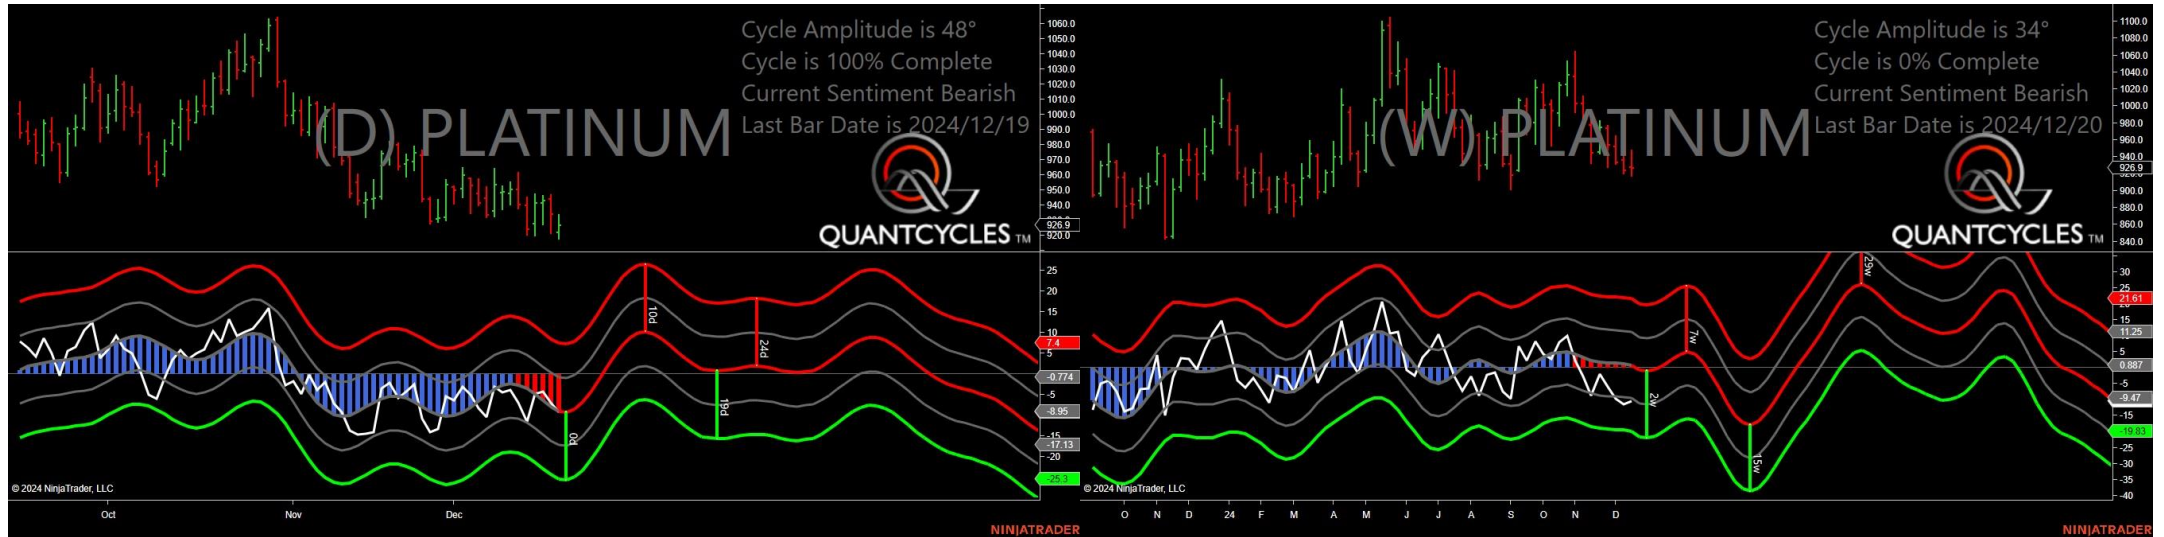 Cycle Amplitude is 48°
Cycle is 100% Complete
Current Sentiment Bearish
Last Bar Date is 2024/12/19
(D) PLATINUM
QUANTCYCLES TM
1060.0
1050.0
1040.0
1030.0
1020.0
1010.0
1000.0
990.0
980.0
970.0
960.0
950.0
940.0
926.9
920.0
10d
24d
19d
0d
25
20
15
10
7.4
5
-0.774
-5
-8.95
-15
-17.13
-20
-25.3
© 2024 NinjaTrader, LLC
Oct
Nov
Dec
NINJATRADER
Cycle Amplitude is 34°
Cycle is 0% Complete
Current Sentiment Bearish
Last Bar Date is 2024/12/20
(W) PLATINUM
QUANTCYCLES TM
1100.0
1080.0
1060.0
1040.0
1020.0
1000.0
980.0
960.0
940.0
926.9
900.0
880.0
860.0
840.0
29w
7w
2w
15w
30
25
21.61
15
11.25
5
0.887
-5
-9.47
-15
-19.83
-25
-30
-35
-40
© 2024 NinjaTrader, LLC
O N D 24 F M A M J J A S O N D
NINJATRADER